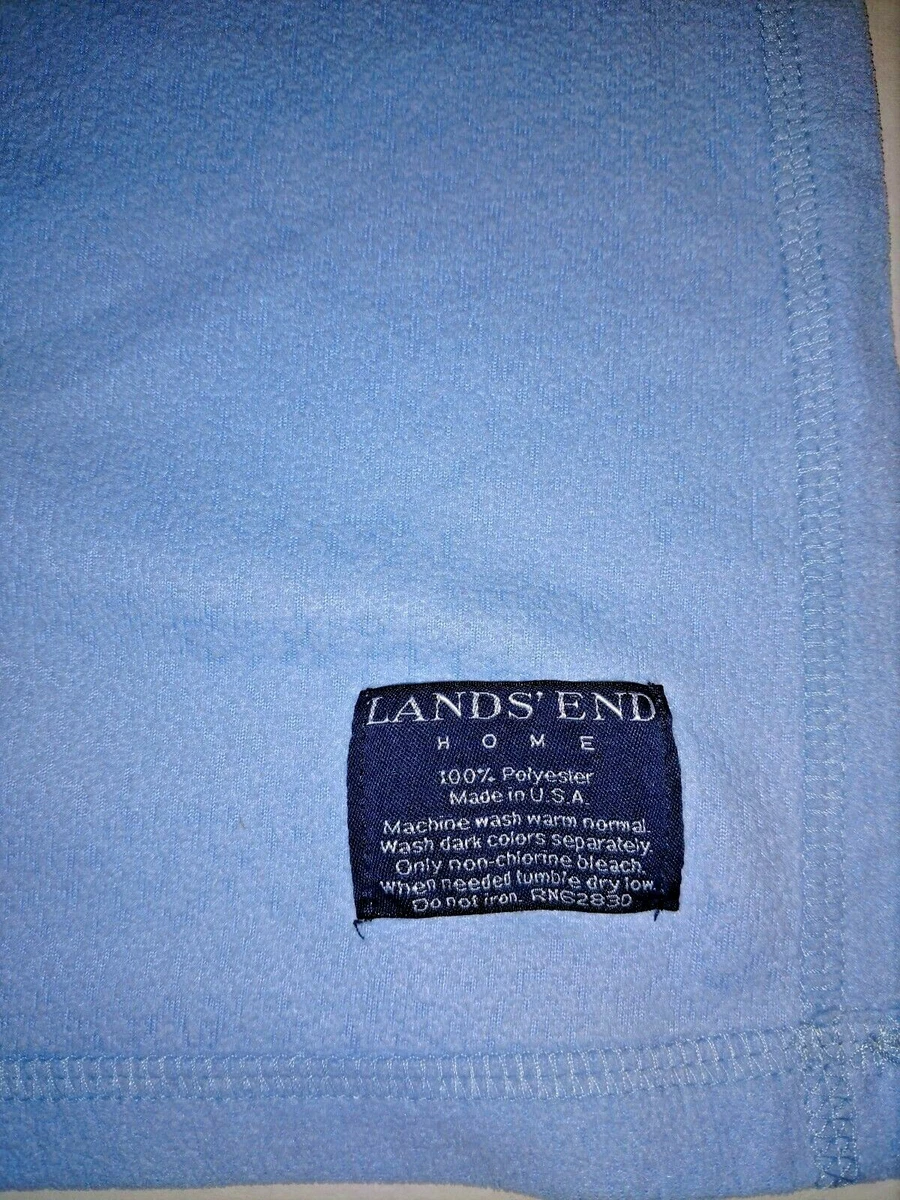 LANDS' END
HOME
100% Polyester
Made in U.S.A.
Machine wash warm normal.
Wash dark colors separately.
Only non-chlorine bleach.
when needed tumble dry low.
Do not iron. RN62830